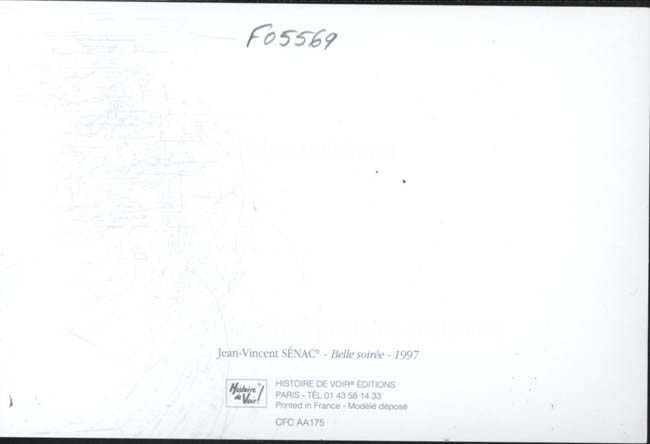 F05569
Jean-Vincent SÉNAC© - Belle soirée - 1997
Histoire de Voir!
HISTOIRE DE VOIR® ÉDITIONS
PARIS - TÉL 01 43 58 14 33
Printed in France - Modèle déposé
CFC AA175